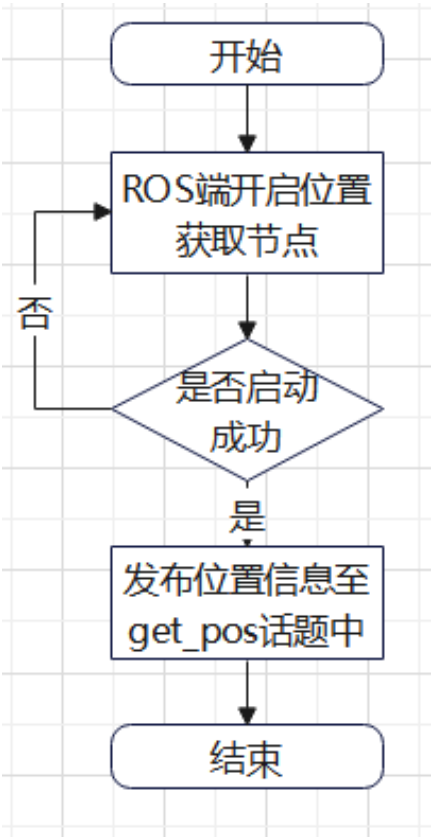 开始
ROS端开启位置
获取节点
否
是否启动
成功
是
发布位置信息至
get_pos话题中
结束